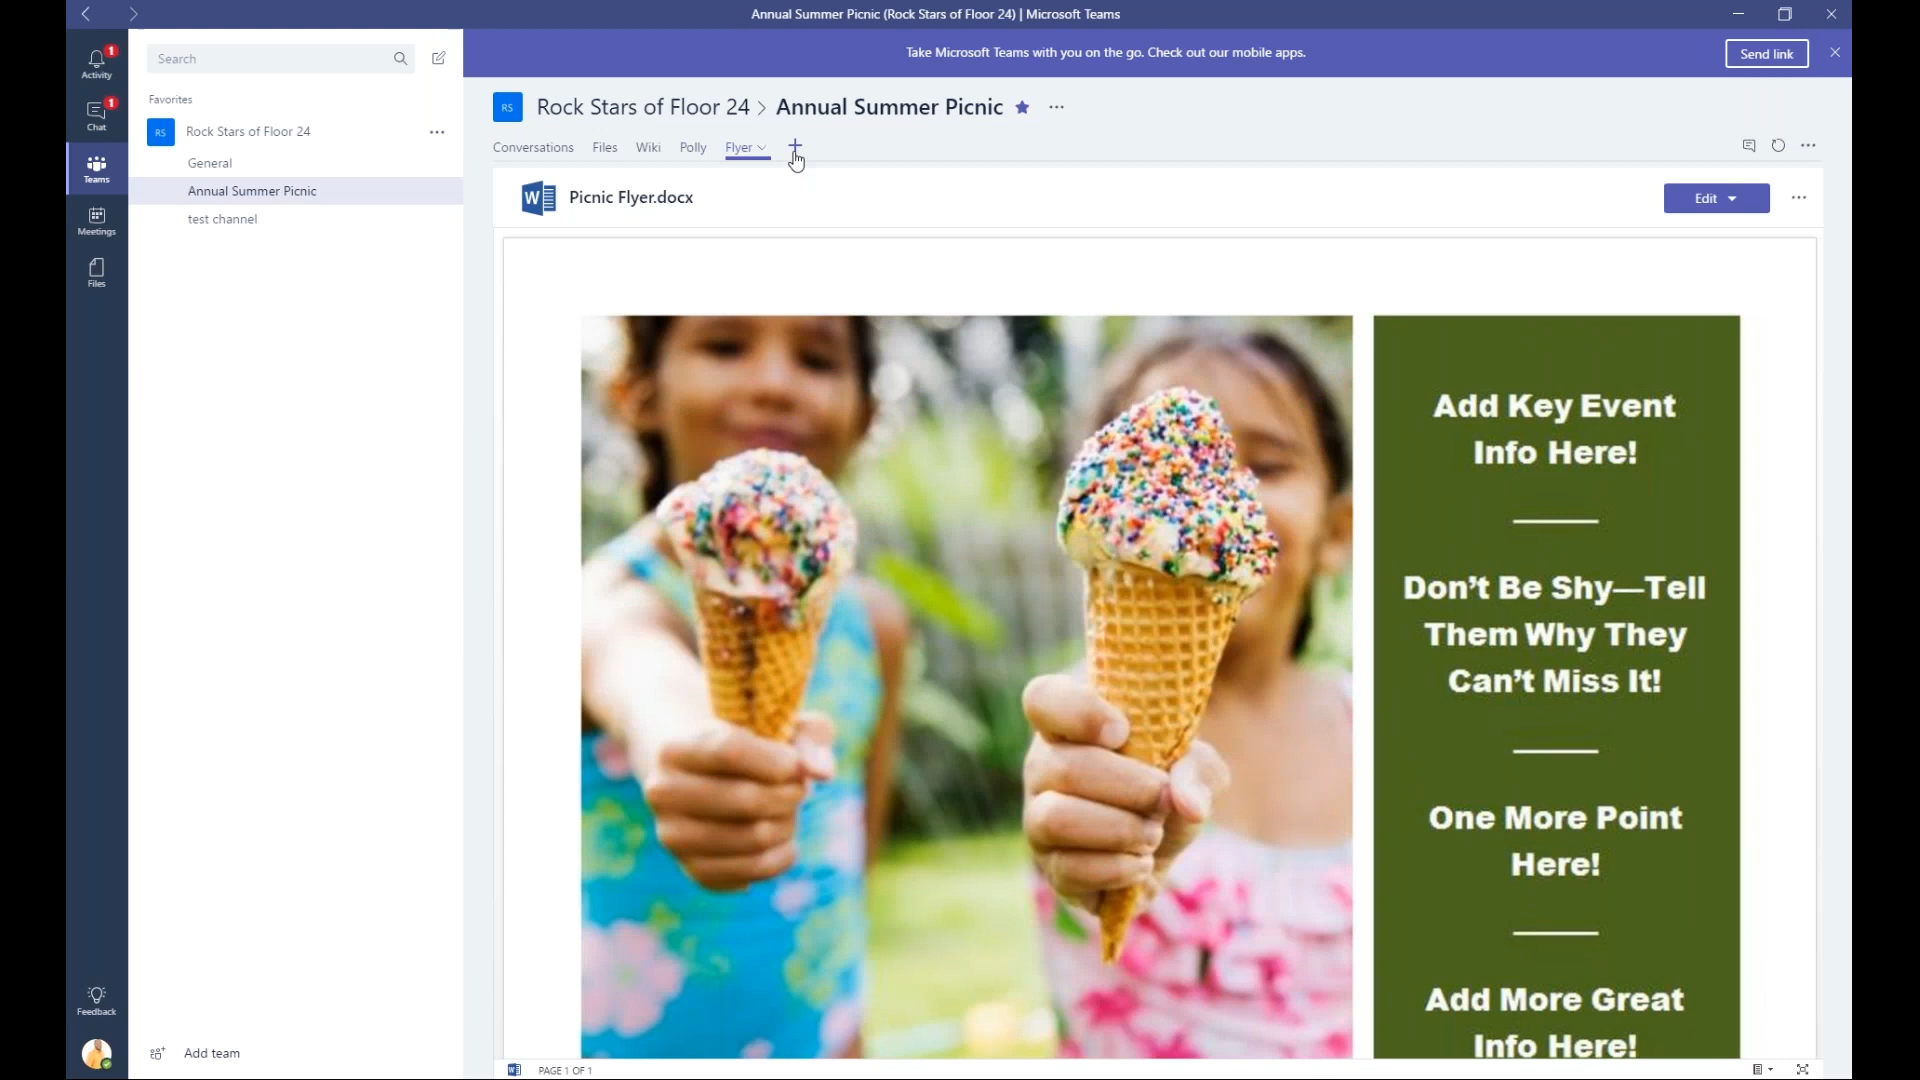 Annual Summer Picnic (Rock Stars of Floor 24) | Microsoft Teams
Take Microsoft Teams with you on the go. Check out our mobile apps.
Send link
1
Activity
1
Chat
Teams
Meetings
Files
Feedback
Search
Favorites
RS Rock Stars of Floor 24
General
Annual Summer Picnic
test channel
Add team
RS Rock Stars of Floor 24 > Annual Summer Picnic
Conversations Files Wiki Polly Flyer
W Picnic Flyer.docx
Edit
Add Key Event
Info Here!
Don’t Be Shy—Tell
Them Why They
Can’t Miss It!
One More Point
Here!
Add More Great
Info Here!
PAGE 1 OF 1